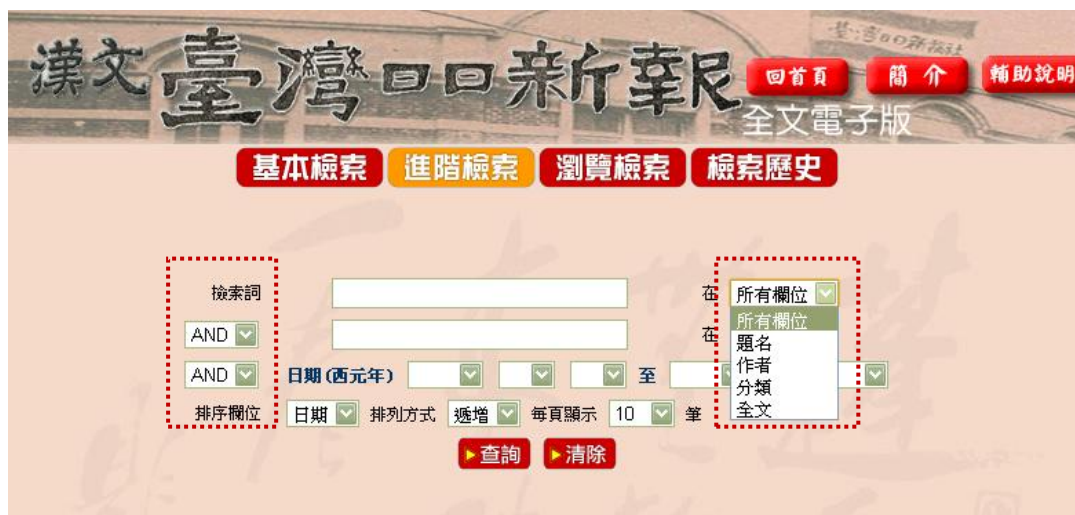 漢文臺灣日日新報
回首頁 簡介 輔助說明
全文電子版
基本檢索 進階檢索 瀏覽檢索 檢索歷史
檢索詞 在 所有欄位
所有欄位
AND 在
題名
作者
AND 日期(西元年) 至
分類
全文
排序欄位 日期 排列方式 遞增 每頁顯示 10 筆
查詢 清除